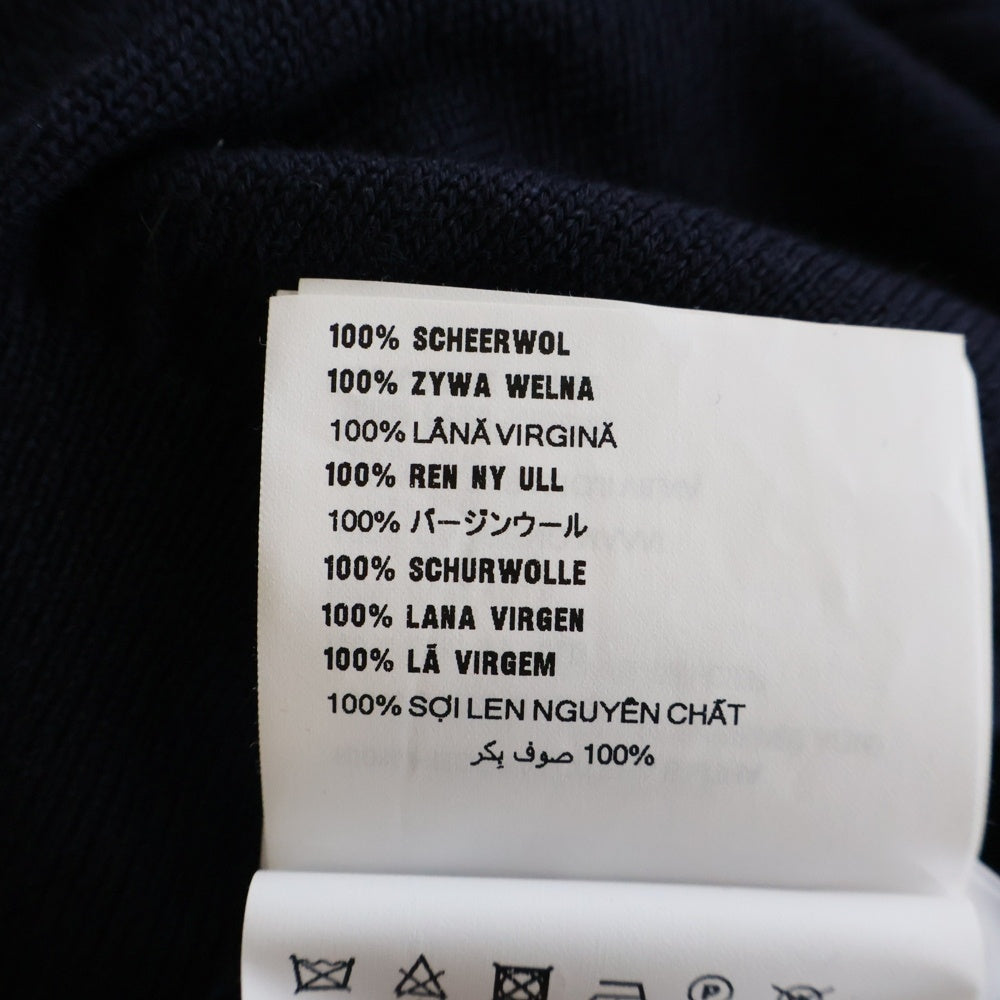 100% SCHEERWOL
100% ZYWA WELNA
100% LÂNĂ VIRGINĂ
100% REN NY ULL
100% バージンウール
100% SCHURWOLLE
100% LANA VIRGEN
100% LÃ VIRGEM
100% SỢI LEN NGUYÊN CHẤT
100% صوف بِكر
P